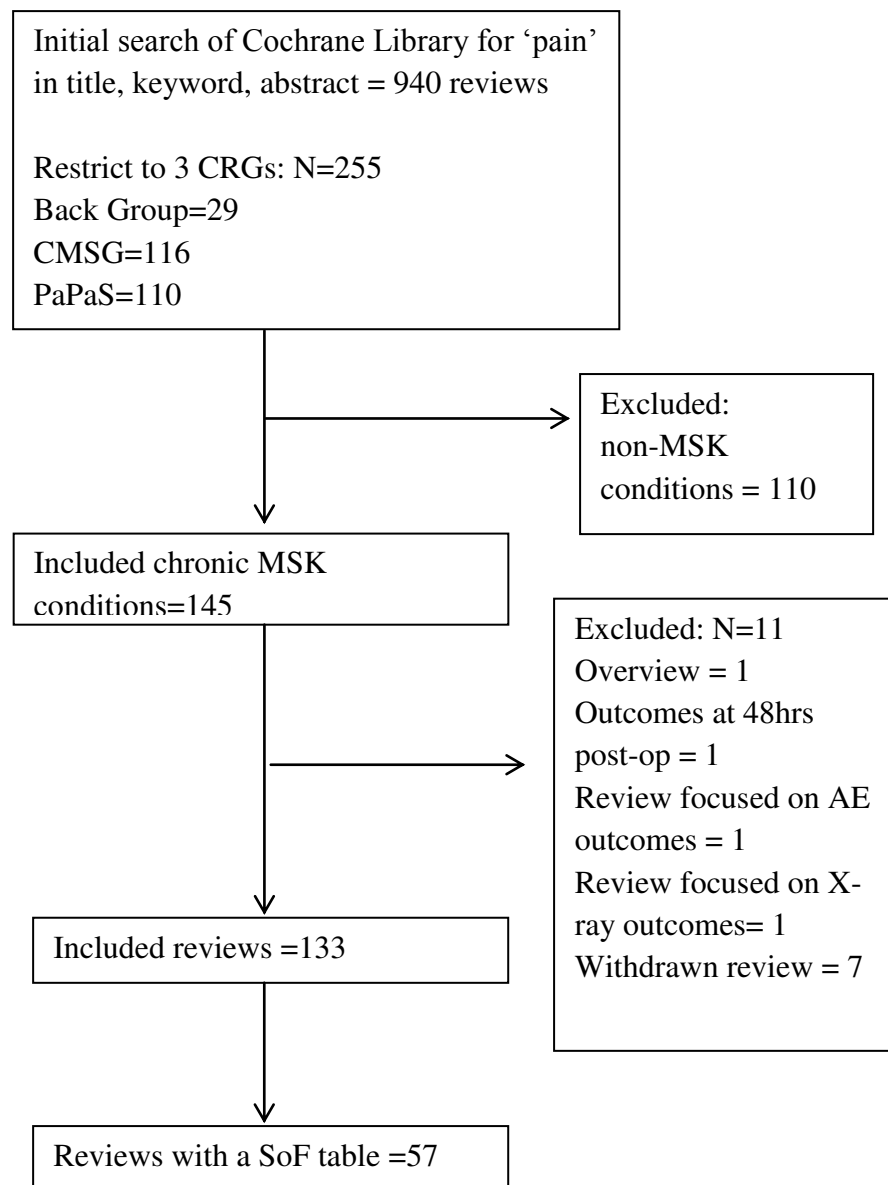 Initial search of Cochrane Library for ‘pain’
in title, keyword, abstract = 940 reviews
Restrict to 3 CRGs: N=255
Back Group=29
CMSG=116
PaPaS=110
Excluded:
non-MSK
conditions = 110
Included chronic MSK
conditions=145
Excluded: N=11
Overview = 1
Outcomes at 48hrs
post-op = 1
Review focused on AE
outcomes = 1
Review focused on X-
ray outcomes= 1
Withdrawn review = 7
Included reviews =133
Reviews with a SoF table =57